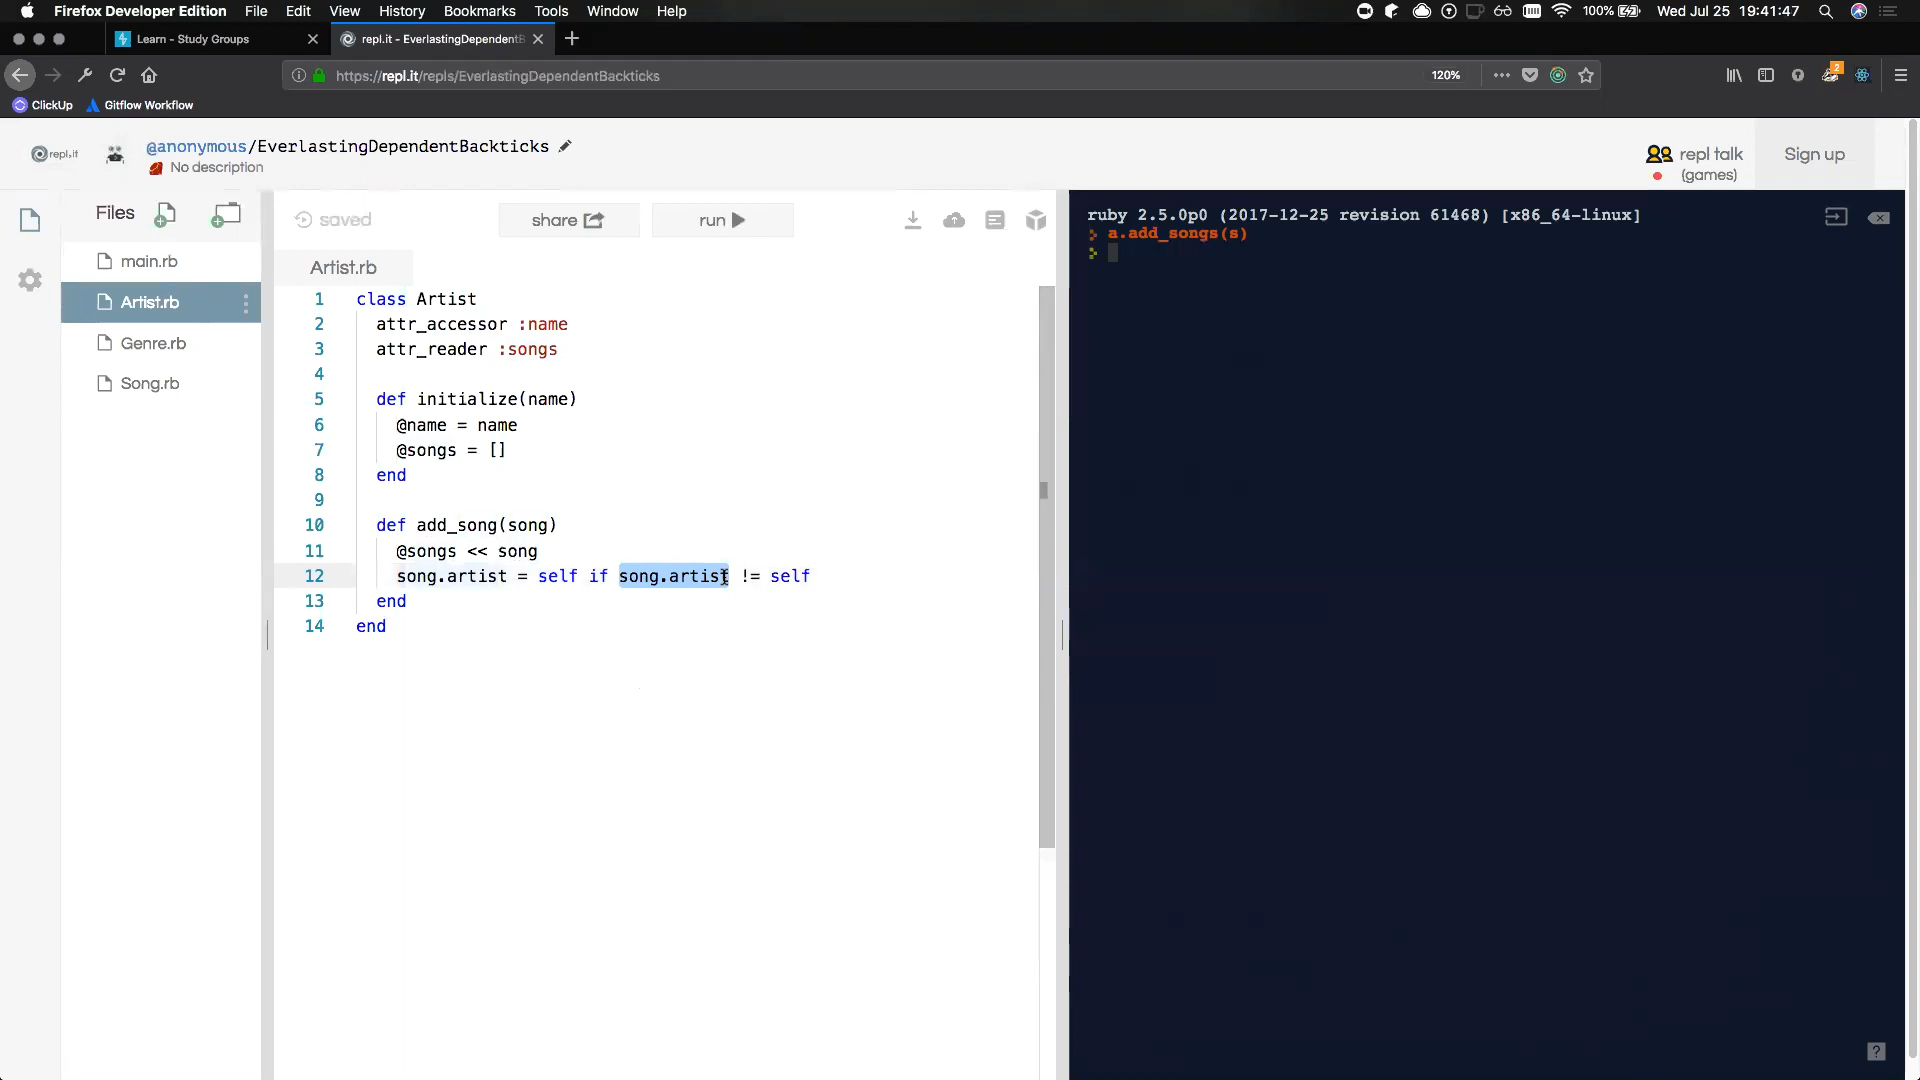 Firefox Developer Edition File Edit View History Bookmarks Tools Window Help 100% Wed Jul 25 19:41:47
Learn - Study Groups
repl.it - EverlastingDependentB
https://repl.it/repls/EverlastingDependentBackticks
120%
2
ClickUp
Gitflow Workflow
repl.it
@anonymous/EverlastingDependentBackticks
No description
repl talk
(games)
Sign up
Files
main.rb
Artist.rb
Genre.rb
Song.rb
saved
share
run
Artist.rb
1 class Artist
2 attr_accessor :name
3 attr_reader :songs
4
5 def initialize(name)
6 @name = name
7 @songs = []
8 end
9
10 def add_song(song)
11 @songs << song
12 song.artist = self if song.artist != self
13 end
14 end
ruby 2.5.0p0 (2017-12-25 revision 61468) [x86_64-linux]
a.add_songs(s)
?